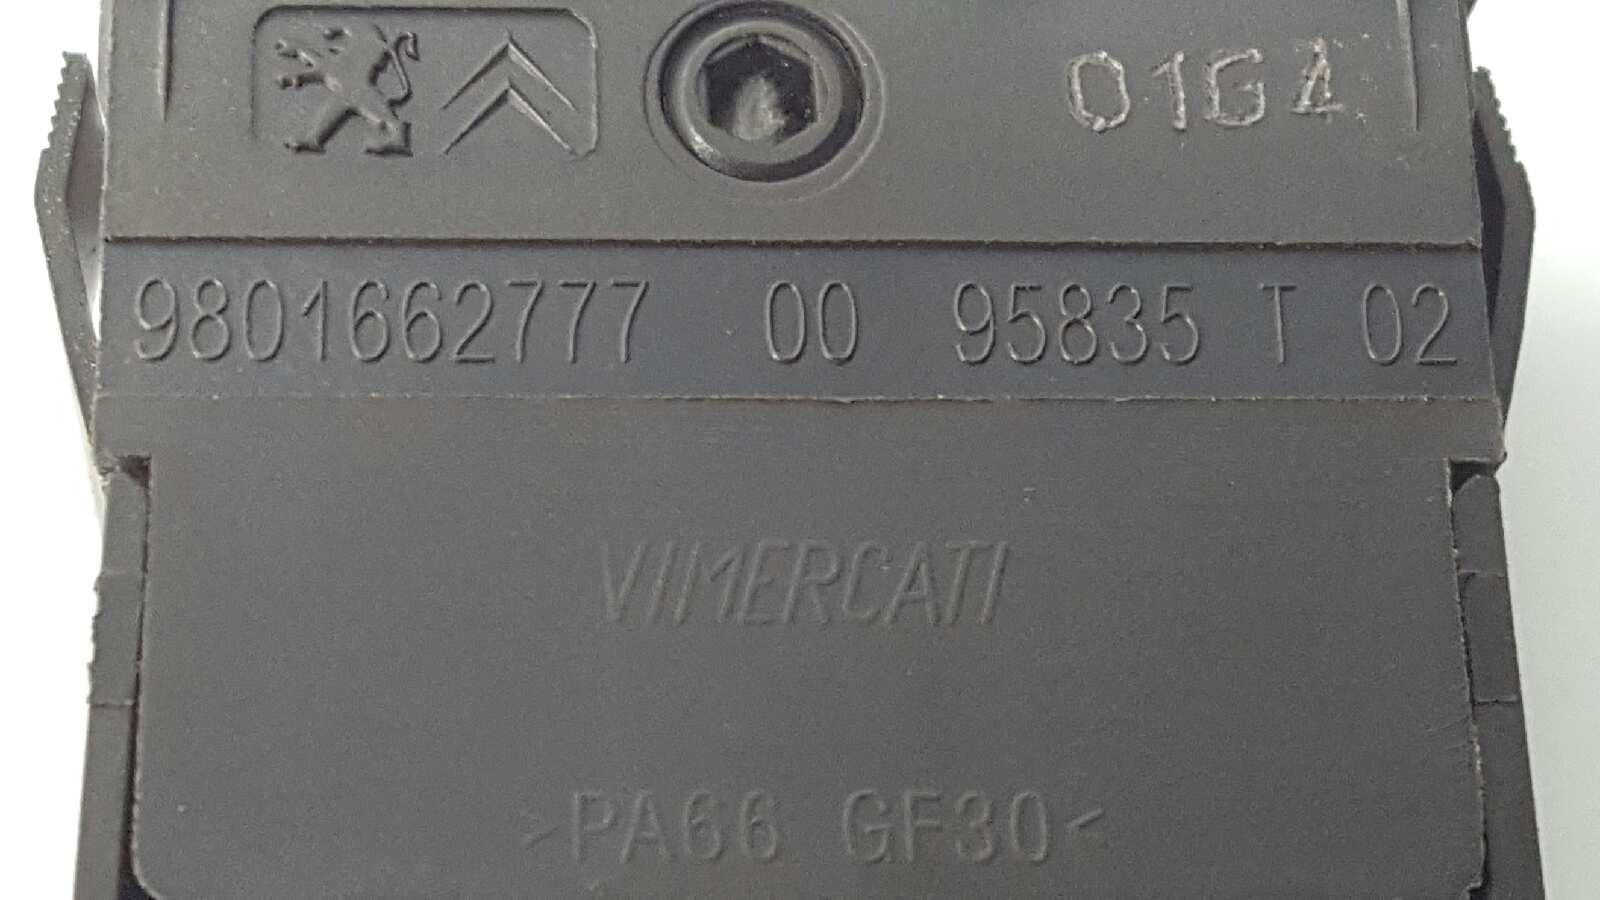 01G4
9801662777 00 95835 T 02
VIMERCATI
>PA66 GF30<